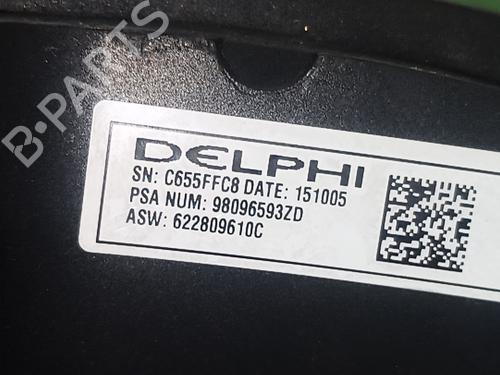 B-PARTS
DELPHI
SN: C655FFC8 DATE: 151005
PSA NUM: 98096593ZD
ASW: 622809610C